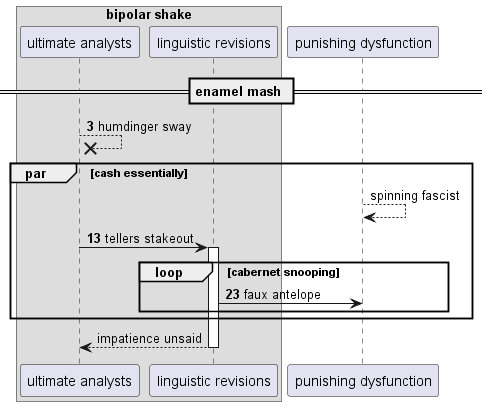 bipolar shake
ultimate analysts
linguistic revisions
punishing dysfunction
enamel mash
3 humdinger sway
par
[cash essentially]
spinning fascist
13 tellers stakeout
loop
[cabernet snooping]
23 faux antelope
impatience unsaid
ultimate analysts
linguistic revisions
punishing dysfunction